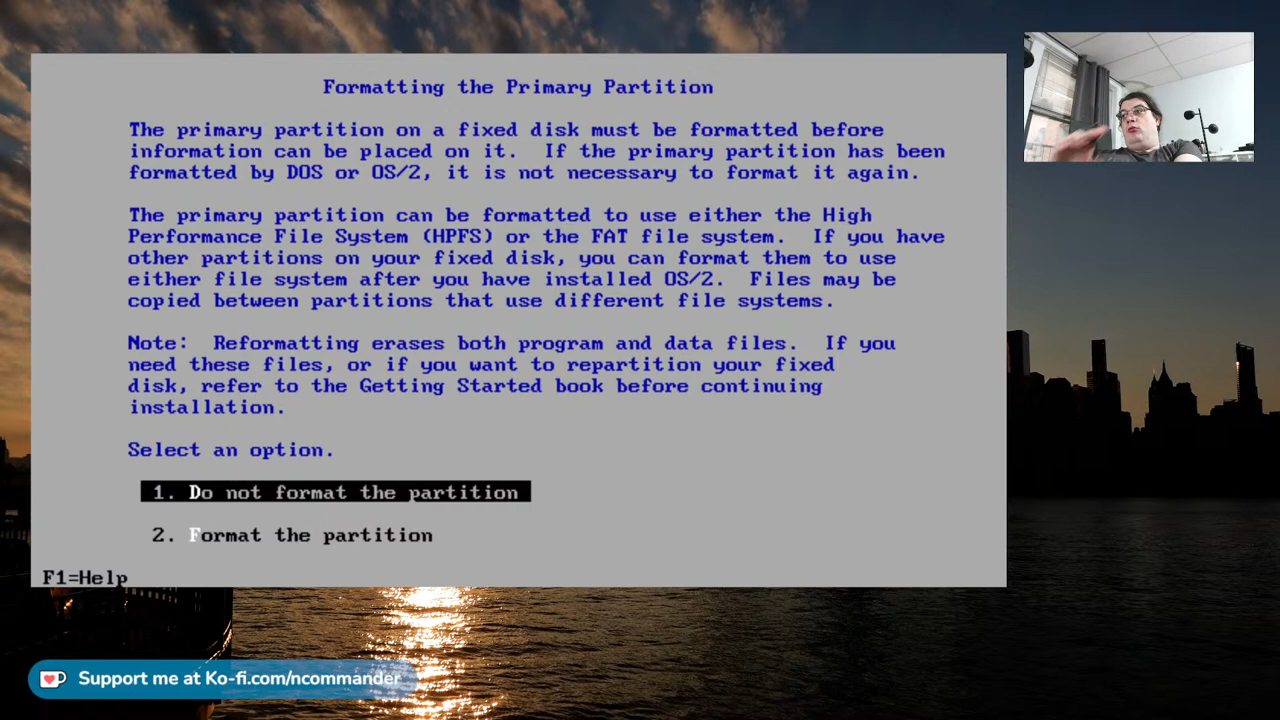 Formatting the Primary Partition
The primary partition on a fixed disk must be formatted before
information can be placed on it.  If the primary partition has been
formatted by DOS or OS/2, it is not necessary to format it again.
The primary partition can be formatted to use either the High
Performance File System (HPFS) or the FAT file system.  If you have
other partitions on your fixed disk, you can format them to use
either file system after you have installed OS/2.  Files may be
copied between partitions that use different file systems.
Note:  Reformatting erases both program and data files.  If you
need these files, or if you want to repartition your fixed
disk, refer to the Getting Started book before continuing
installation.
Select an option.
1. Do not format the partition
2. Format the partition
F1=Help
Support me at Ko-fi.com/ncommander